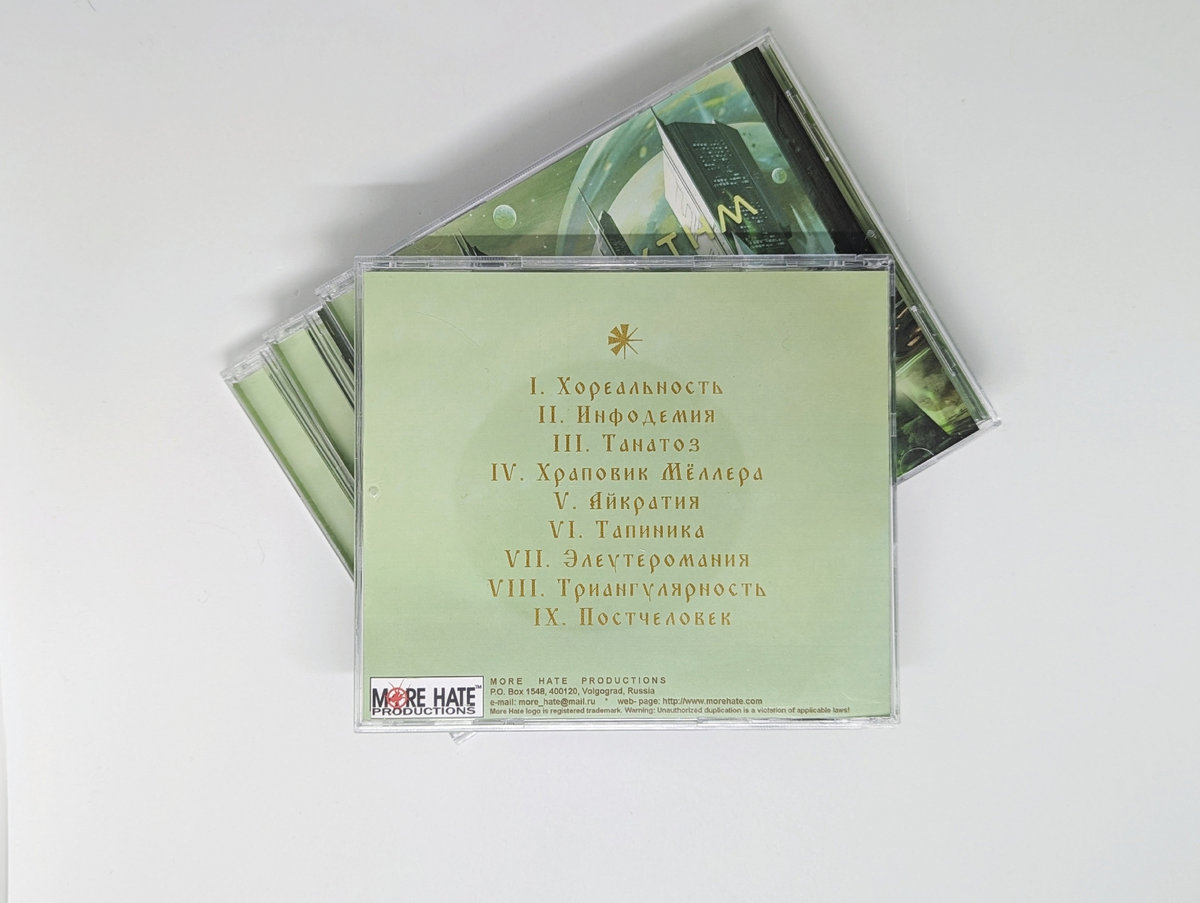 I. Хореальность
II. Инфодемия
III. Танатоз
IV. Храповик Мёллера
V. Айкратия
VI. Тапиника
VII. Элеутеромания
VIII. Триангулярность
IX. Постчеловек
MORE HATE™
PRODUCTIONS
MORE HATE PRODUCTIONS
P.O. Box 1548, 400120, Volgograd, Russia
e-mail: more_hate@mail.ru * web- page: http://www.morehate.com
More Hate logo is registered trademark. Warning: Unauthorized duplication is a violation of applicable laws!